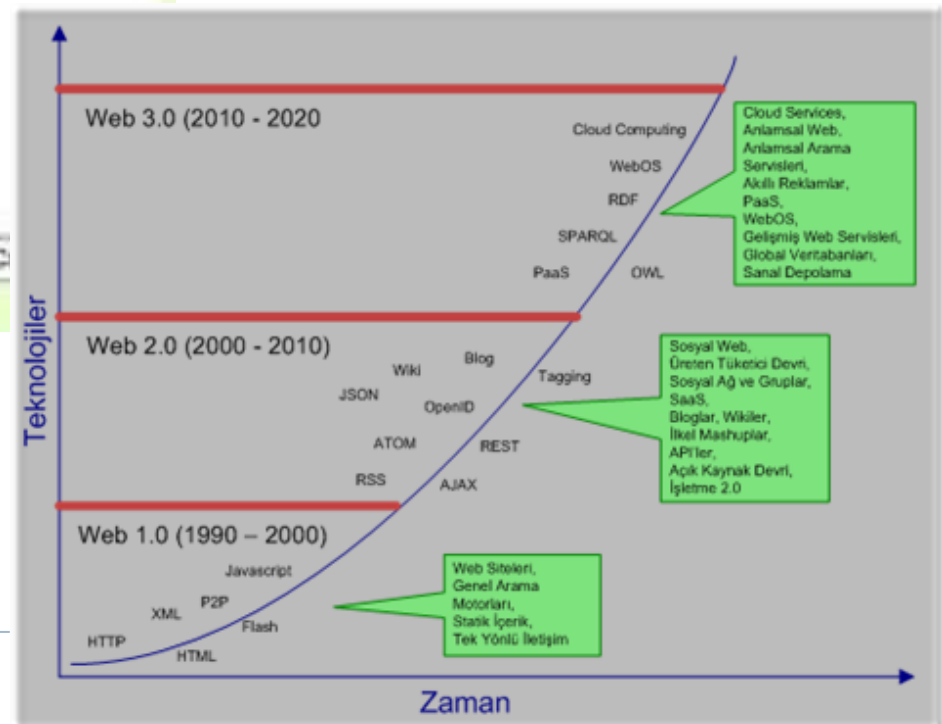 Web 3.0 (2010 - 2020
Cloud Computing
WebOS
RDF
SPARQL
PaaS
OWL
Cloud Services,
Anlamsal Web,
Anlamsal Arama
Servisleri,
Akıllı Reklamlar,
PaaS,
WebOS,
Gelişmiş Web Servisleri,
Global Veritabanları,
Sanal Depolama
Web 2.0 (2000 - 2010)
Blog
Wiki
Tagging
JSON
OpenID
ATOM
REST
RSS
AJAX
Sosyal Web,
Üreten Tüketici Devri,
Sosyal Ağ ve Gruplar,
SaaS,
Bloglar, Wikiler,
İlkel Mashuplar,
API'ler,
Açık Kaynak Devri,
İşletme 2.0
Web 1.0 (1990 – 2000)
Javascript
P2P
XML
Flash
HTTP
HTML
Web Siteleri,
Genel Arama
Motorları,
Statik İçerik,
Tek Yönlü İletişim
Teknolojiler
Zaman